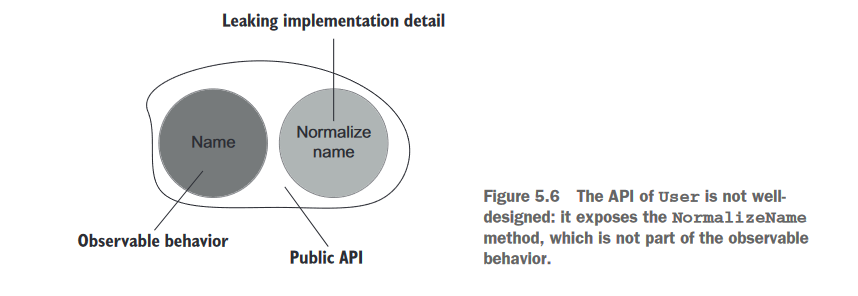 Leaking implementation detail
Name
Normalize
name
Observable behavior
Public API
Figure 5.6 The API of User is not well-
designed: it exposes the NormalizeName
method, which is not part of the observable
behavior.